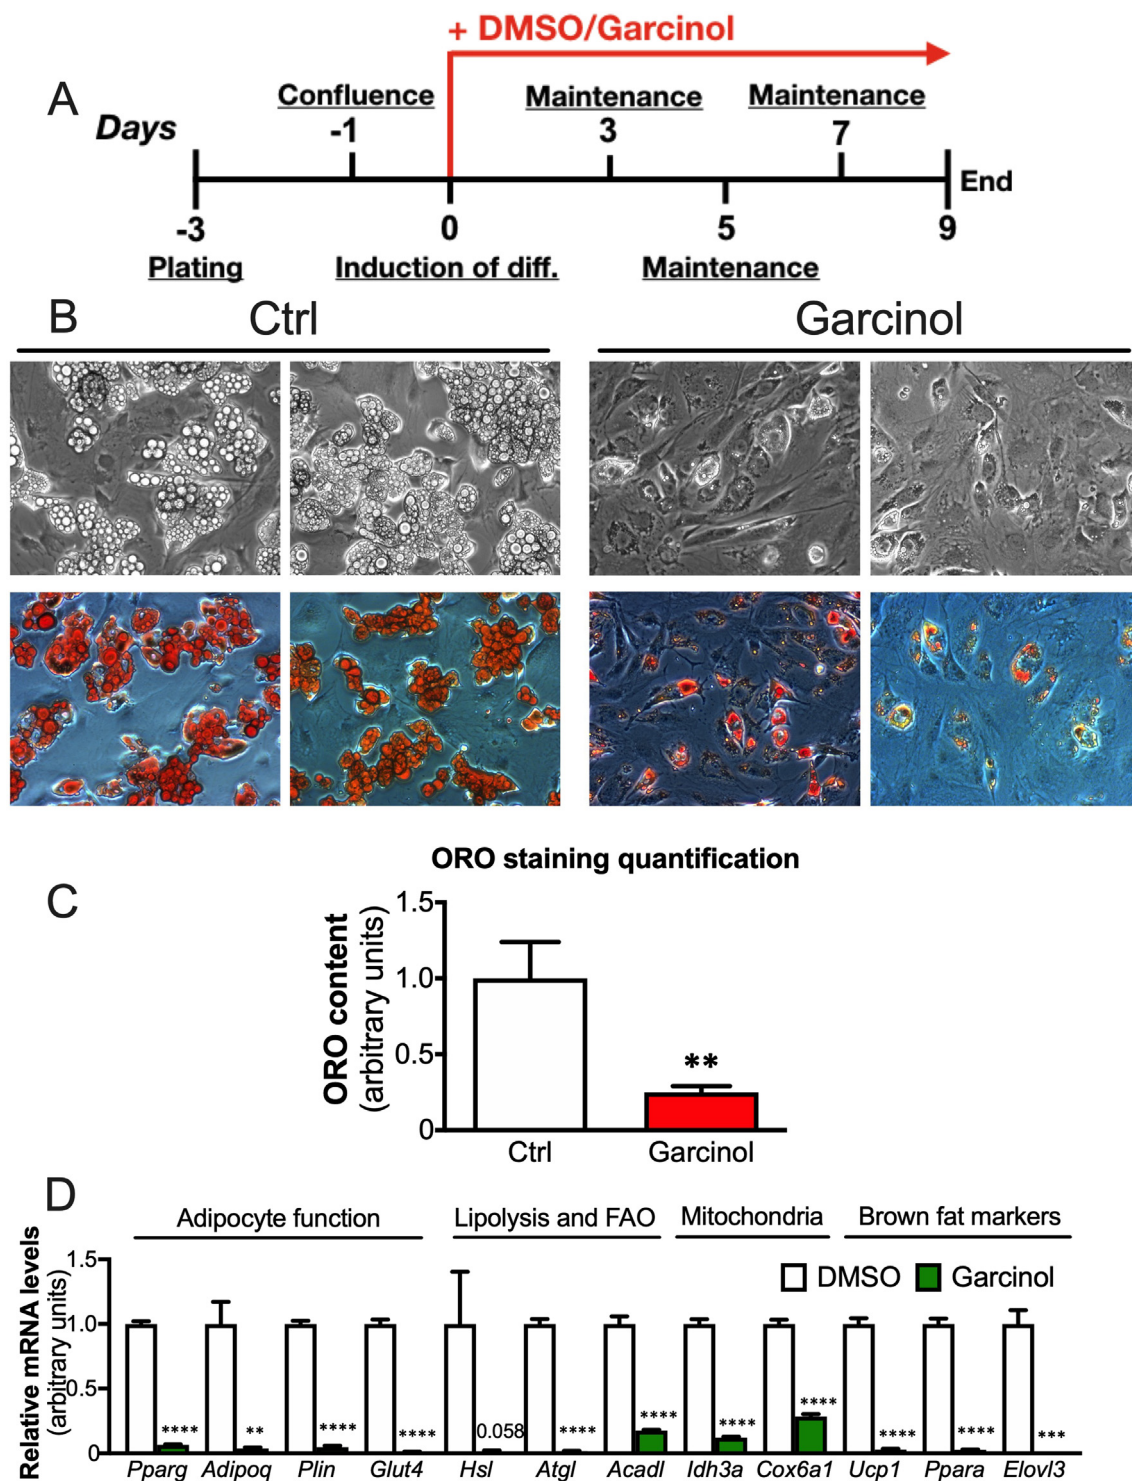 + DMSO/Garcinol
A
Confluence Maintenance Maintenance
Days -1 3 7
End
-3 0 5 9
Plating Induction of diff. Maintenance
B Ctrl Garcinol
ORO staining quantification
C
ORO content
(arbitrary units)
1.5
1.0
0.5
0
**
Ctrl Garcinol
D
Adipocyte function Lipolysis and FAO Mitochondria Brown fat markers
Relative mRNA levels
(arbitrary units)
1.5
1.0
0.5
0
DMSO Garcinol
**** ** **** **** 0.058 **** **** **** **** **** **** ***
Pparg Adipoq Plin Glut4 Hsl Atgl Acadl Idh3a Cox6a1 Ucp1 Ppara Elovl3